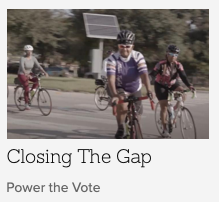 Closing The Gap
Power the Vote